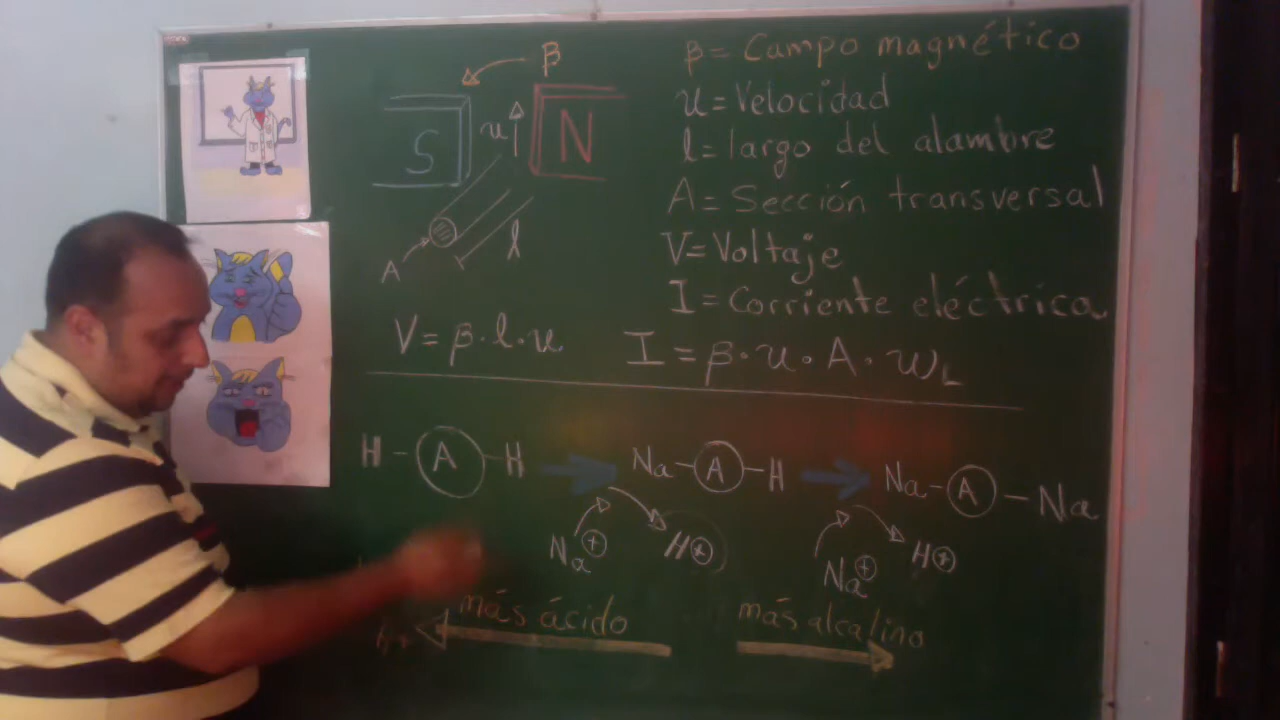 β
β = Campo magnético
S
u
N
u = Velocidad
l = largo del alambre
A = Sección transversal
A
l
V = Voltaje
I = Corriente eléctrica
V = β · l · u
I = β · u · A · w_L
H - A - H
Na - A - H
Na - A - Na
Na +
H +
Na +
H +
más ácido
más alcalino